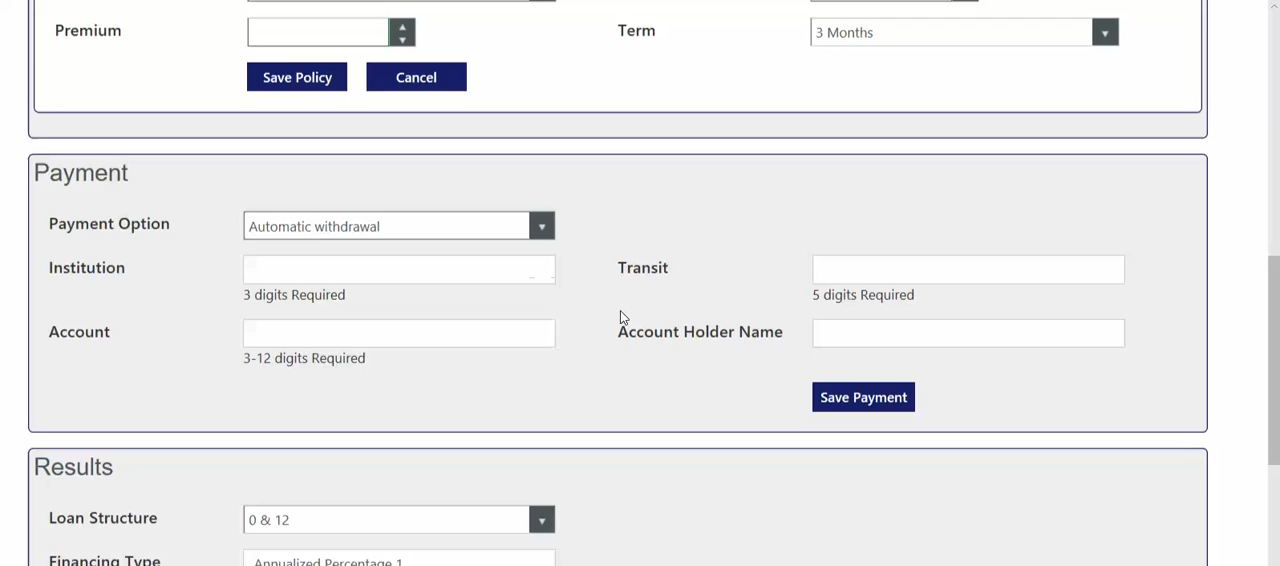 Premium
Term
3 Months
Save Policy
Cancel
Payment
Payment Option
Automatic withdrawal
Institution
Transit
3 digits Required
5 digits Required
Account
Account Holder Name
3-12 digits Required
Save Payment
Results
Loan Structure
0 & 12
Financing Type
Annualized Percentage 1